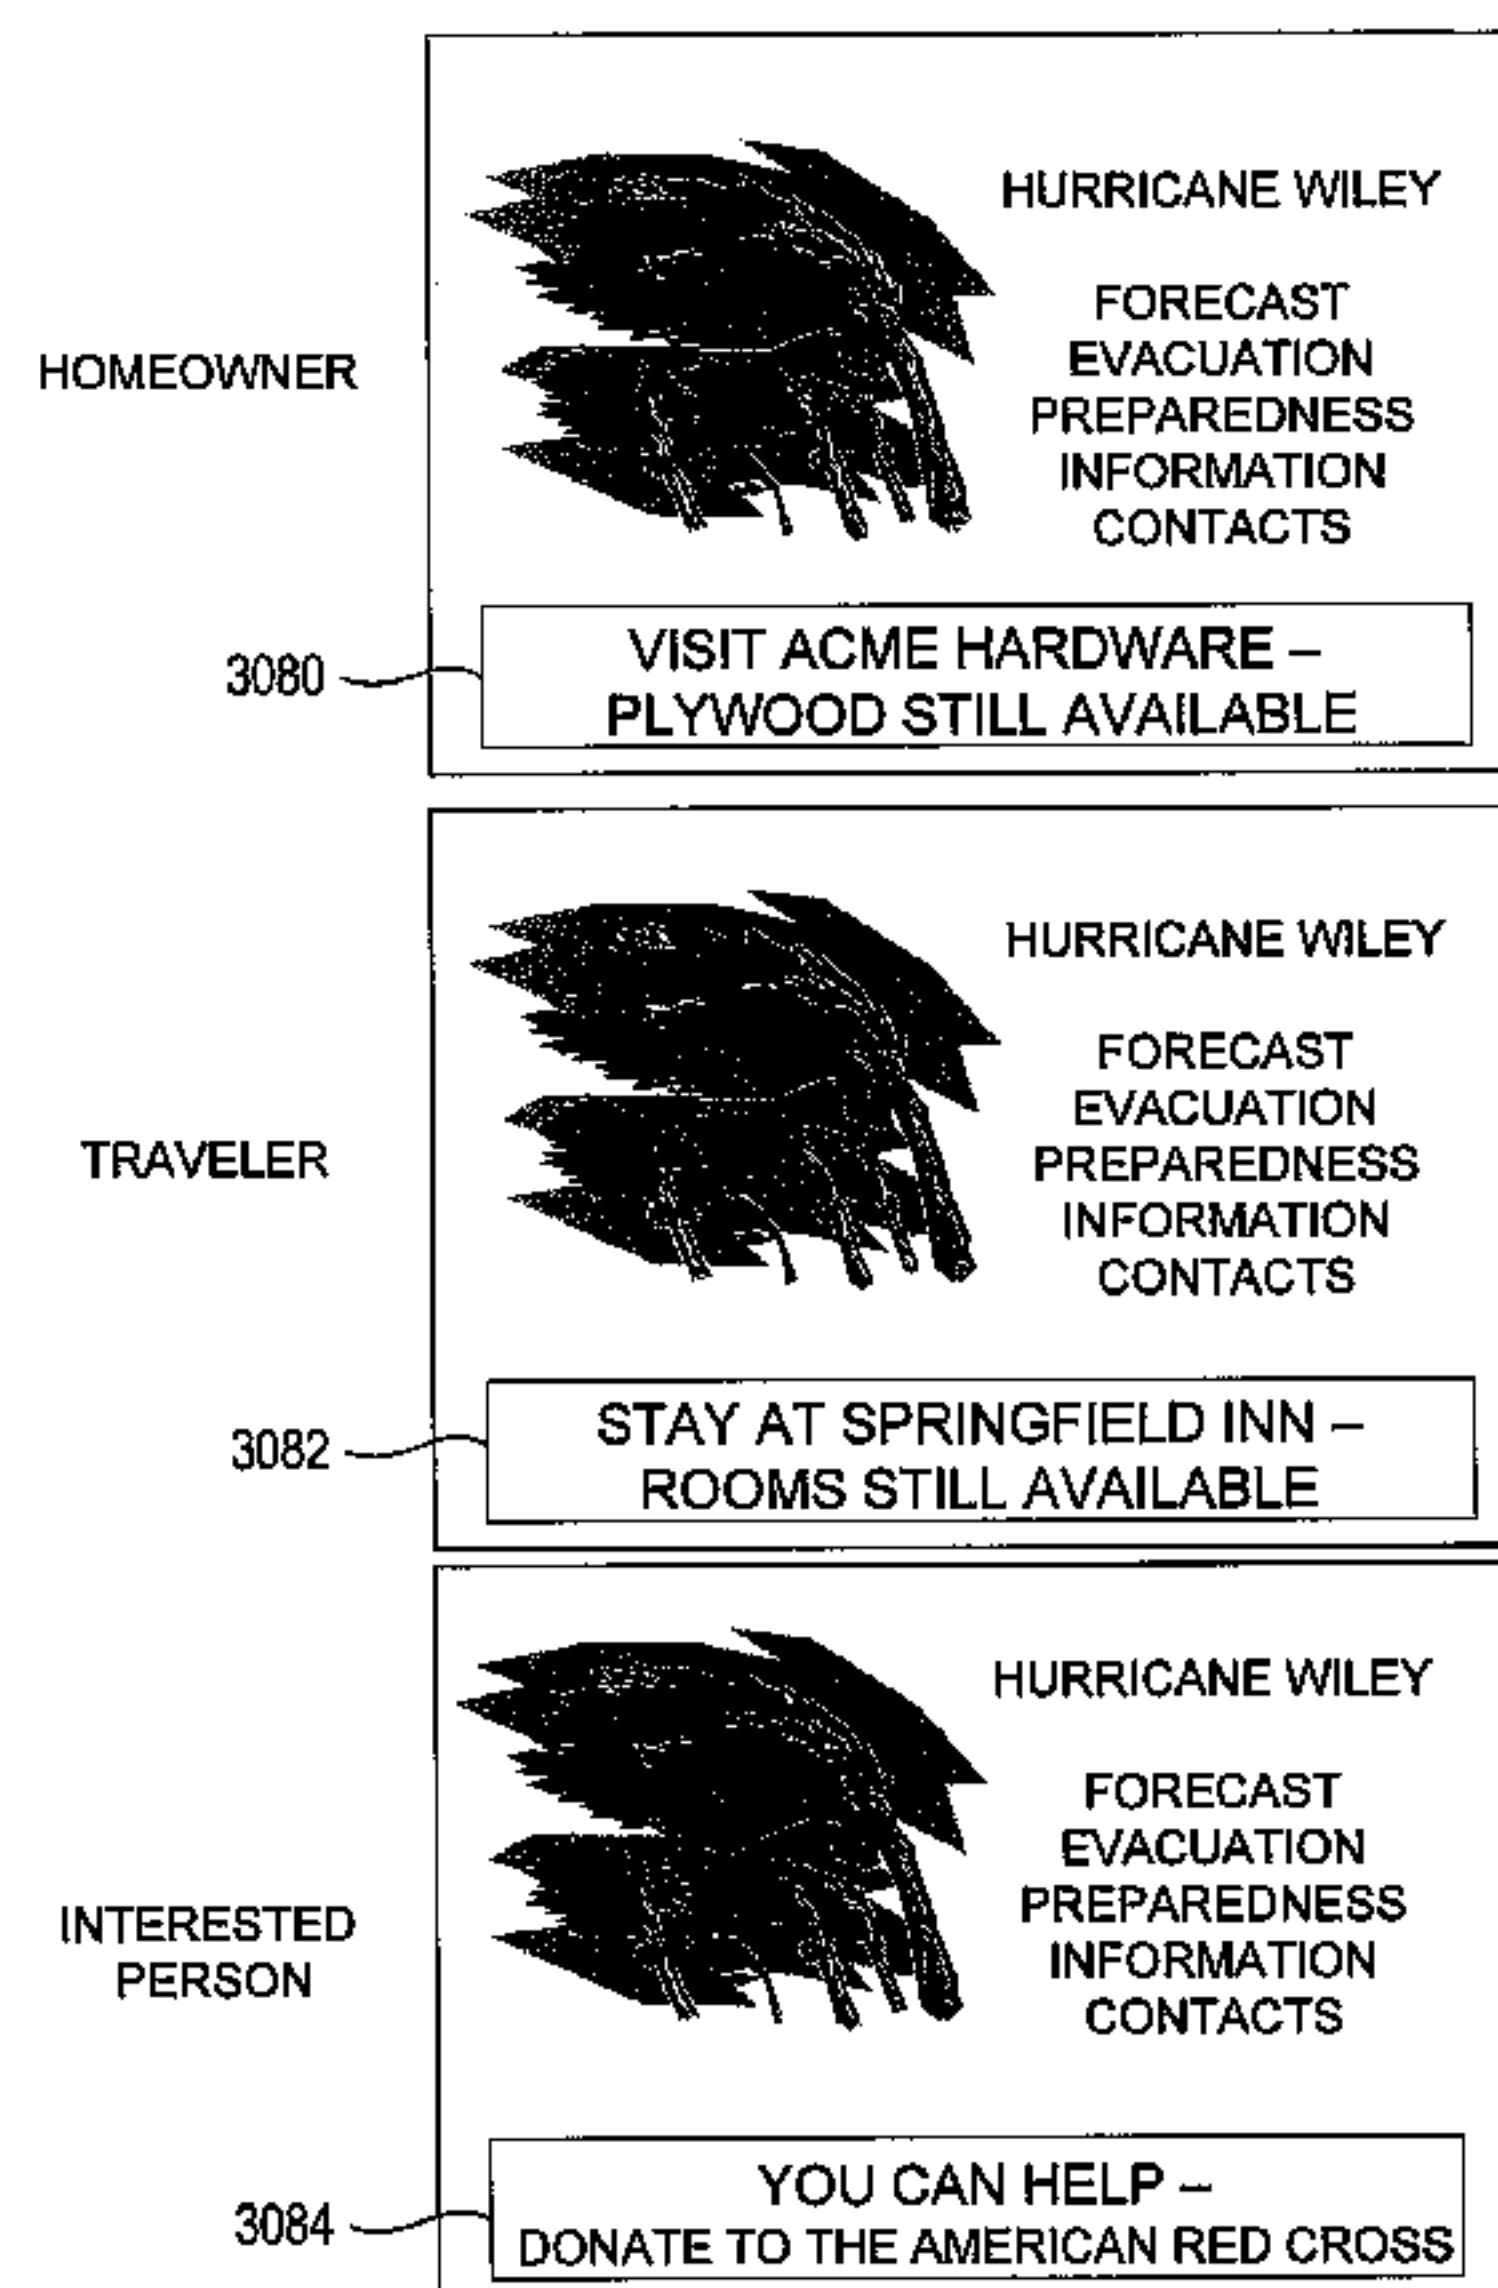 HURRICANE WILEY
FORECAST
EVACUATION
PREPAREDNESS
INFORMATION
CONTACTS
HOMEOWNER
3080
VISIT ACME HARDWARE –
PLYWOOD STILL AVAILABLE
HURRICANE WILEY
FORECAST
EVACUATION
PREPAREDNESS
INFORMATION
CONTACTS
TRAVELER
3082
STAY AT SPRINGFIELD INN –
ROOMS STILL AVAILABLE
HURRICANE WILEY
FORECAST
EVACUATION
PREPAREDNESS
INFORMATION
CONTACTS
INTERESTED
PERSON
3084
YOU CAN HELP –
DONATE TO THE AMERICAN RED CROSS